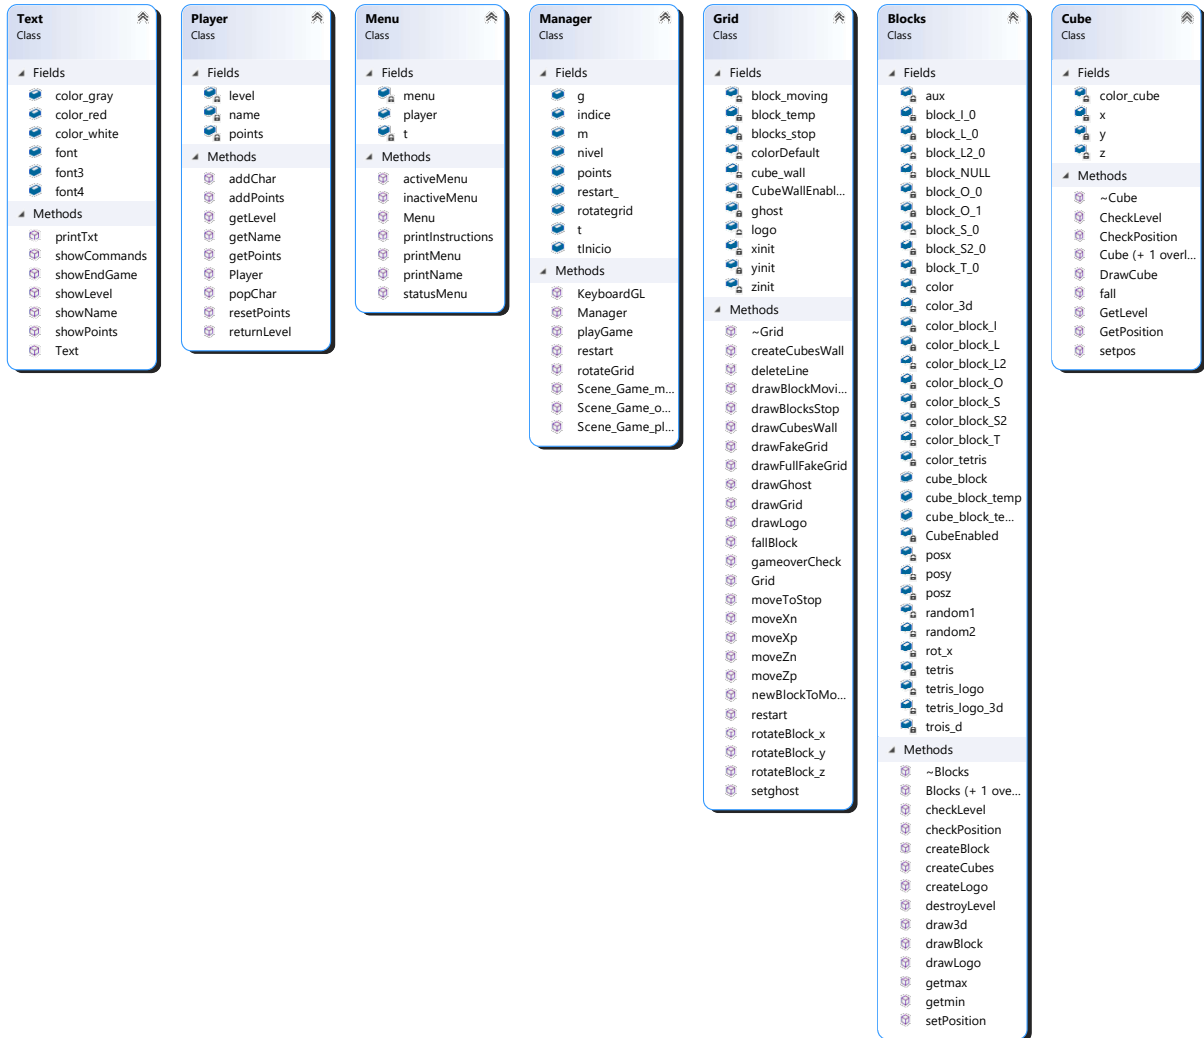 Text
Class
Fields
color_gray
color_red
color_white
font
font3
font4
Methods
printTxt
showCommands
showEndGame
showLevel
showName
showPoints
Text
Player
Class
Fields
level
name
points
Methods
addChar
addPoints
getLevel
getName
getPoints
Player
popChar
resetPoints
returnLevel
Menu
Class
Fields
menu
player
t
Methods
activeMenu
inactiveMenu
Menu
printInstructions
printMenu
printName
statusMenu
Manager
Class
Fields
g
indice
m
nivel
points
restart_
rotategrid
t
tInicio
Methods
KeyboardGL
Manager
playGame
restart
rotateGrid
Scene_Game_m...
Scene_Game_o...
Scene_Game_pl...
Grid
Class
Fields
block_moving
block_temp
blocks_stop
colorDefault
cube_wall
CubeWallEnabl...
ghost
logo
xinit
yinit
zinit
Methods
~Grid
createCubesWall
deleteLine
drawBlockMovi...
drawBlocksStop
drawCubesWall
drawFakeGrid
drawFullFakeGrid
drawGhost
drawGrid
drawLogo
fallBlock
gameoverCheck
Grid
moveToStop
moveXn
moveXp
moveZn
moveZp
newBlockToMo...
restart
rotateBlock_x
rotateBlock_y
rotateBlock_z
setghost
Blocks
Class
Fields
aux
block_I_0
block_L_0
block_L2_0
block_NULL
block_O_0
block_O_1
block_S_0
block_S2_0
block_T_0
color
color_3d
color_block_I
color_block_L
color_block_L2
color_block_O
color_block_S
color_block_S2
color_block_T
color_tetris
cube_block
cube_block_temp
cube_block_te...
CubeEnabled
posx
posy
posz
random1
random2
rot_x
tetris
tetris_logo
tetris_logo_3d
trois_d
Methods
~Blocks
Blocks (+ 1 ove...
checkLevel
checkPosition
createBlock
createCubes
createLogo
destroyLevel
draw3d
drawBlock
drawLogo
getmax
getmin
setPosition
Cube
Class
Fields
color_cube
x
y
z
Methods
~Cube
CheckLevel
CheckPosition
Cube (+ 1 overl...
DrawCube
fall
GetLevel
GetPosition
setpos